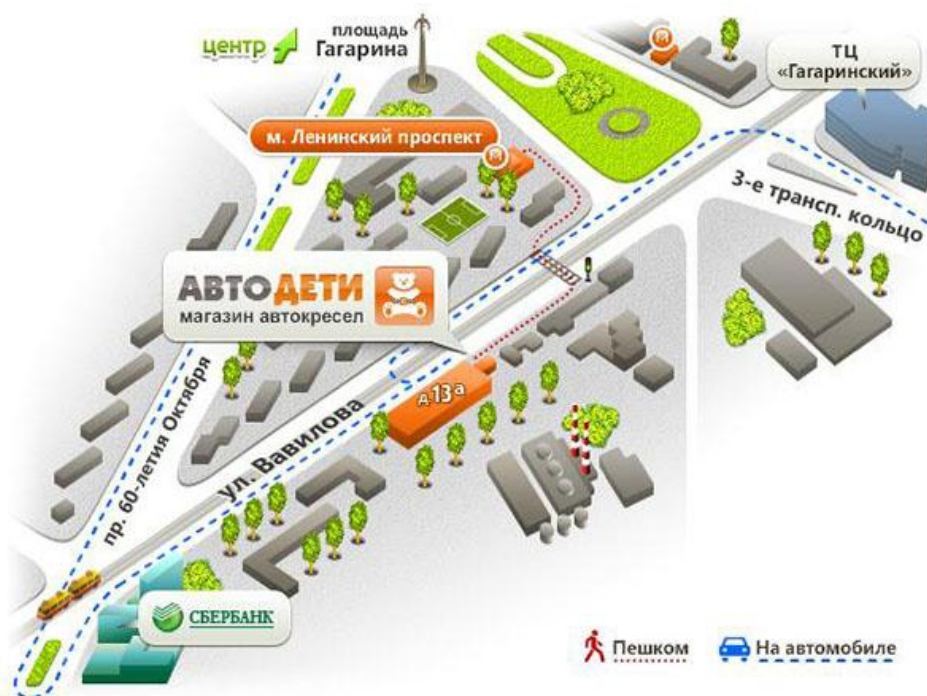 центр
площадь
Гагарина
ТЦ
«Гагаринский»
м. Ленинский проспект
3-е трансп. кольцо
АВТОДЕТИ
магазин автокресел
д.13а
пр. 60-летия Октября
ул. Вавилова
СБЕРБАНК
Пешком
На автомобиле